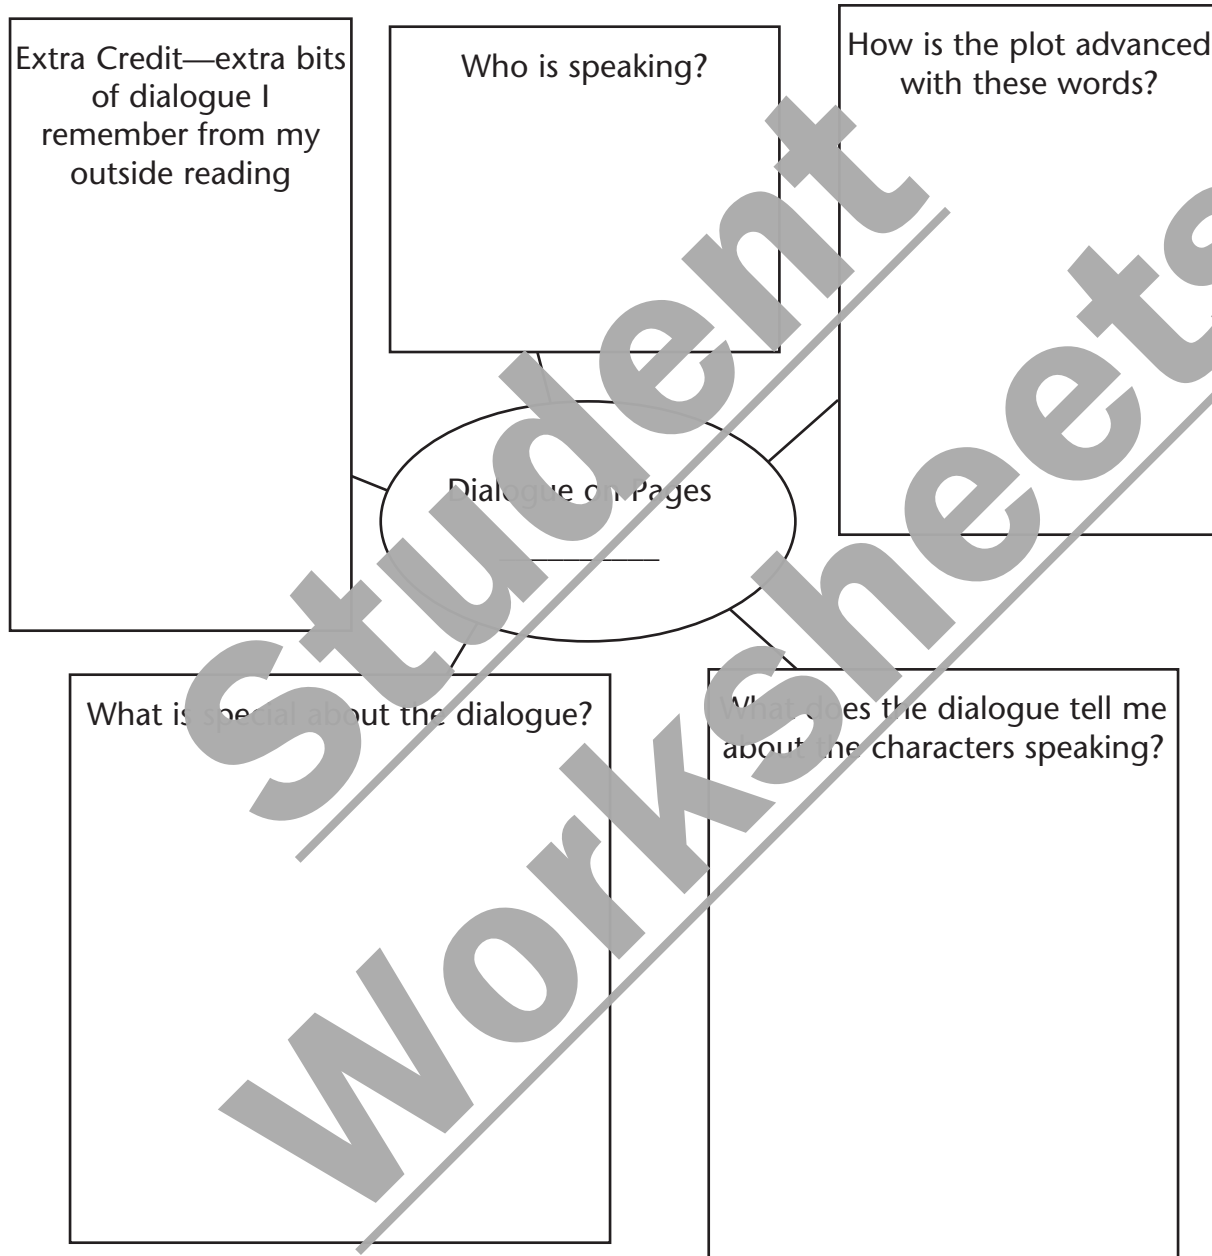 Extra Credit—extra bits
of dialogue I
remember from my
outside reading
Who is speaking?
How is the plot advanced
with these words?
Dialogue on Pages
What is special about the dialogue?
What does the dialogue tell me
about the characters speaking?
Student
Worksheets